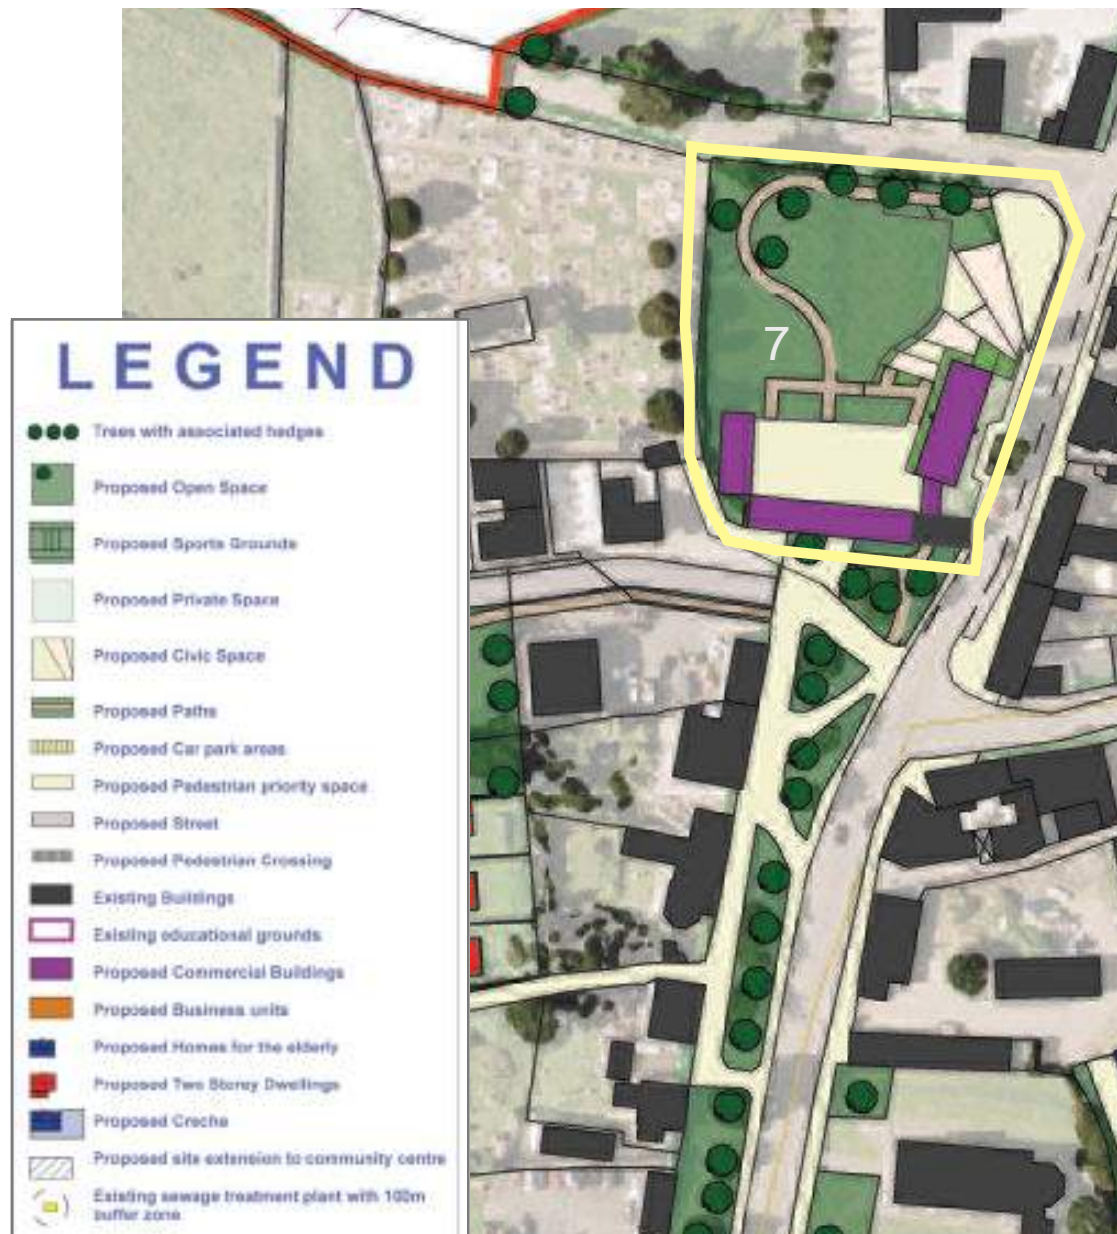 7
LEGEND
Trees with associated hedges
Proposed Open Space
Proposed Sports Grounds
Proposed Private Space
Proposed Civic Space
Proposed Paths
Proposed Car park areas
Proposed Pedestrian priority space
Proposed Street
Proposed Pedestrian Crossing
Existing Buildings
Existing educational grounds
Proposed Commercial Buildings
Proposed Business units
Proposed Homes for the elderly
Proposed Two Storey Dwellings
Proposed Creche
Proposed site extension to community centre
Existing sewage treatment plant with 100m
buffer zone